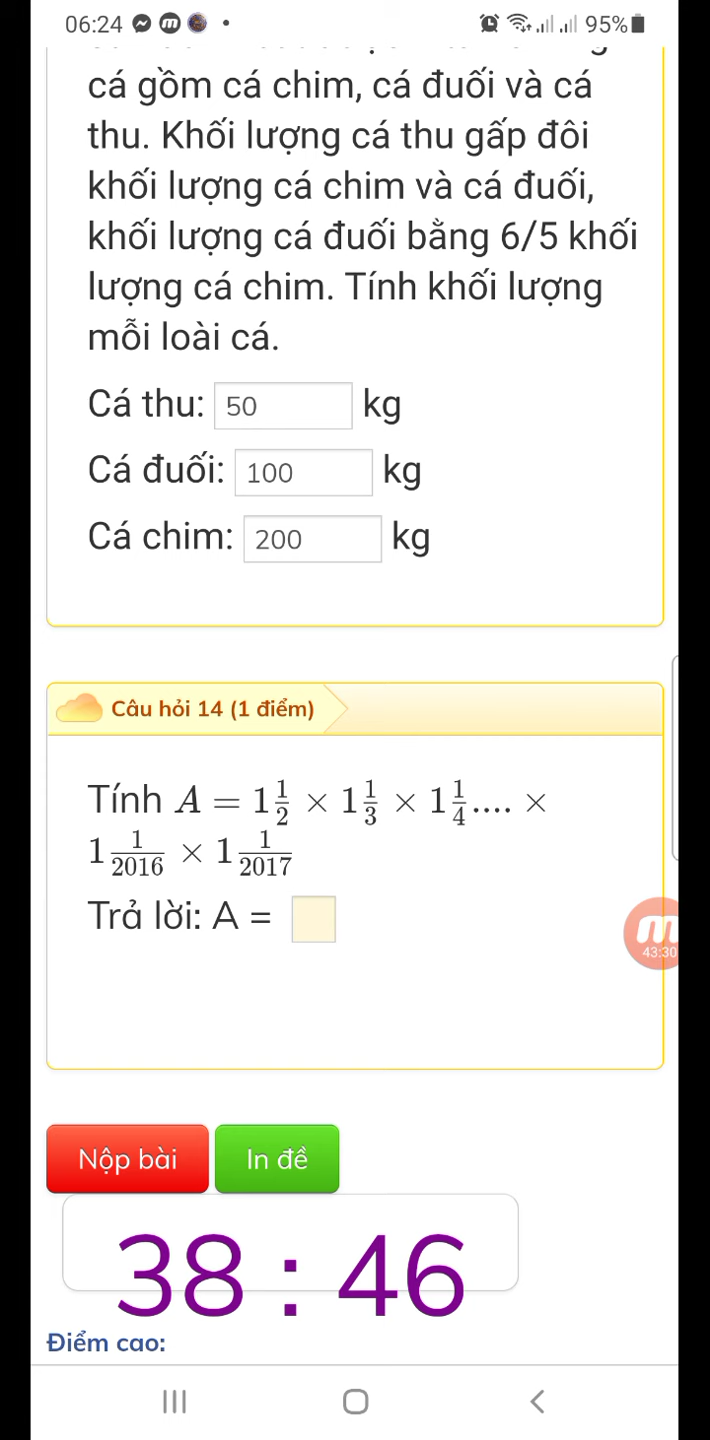 06:24
95%
cá gồm cá chim, cá đuối và cá
thu. Khối lượng cá thu gấp đôi
khối lượng cá chim và cá đuối,
khối lượng cá đuối bằng 6/5 khối
lượng cá chim. Tính khối lượng
mỗi loài cá.
Cá thu: 50 kg
Cá đuối: 100 kg
Cá chim: 200 kg
Câu hỏi 14 (1 điểm)
Tính A = 1 1/2 × 1 1/3 × 1 1/4 .... ×
1 1/2016 × 1 1/2017
Trả lời: A =
43:30
Nộp bài
In đề
38 : 46
Điểm cao: